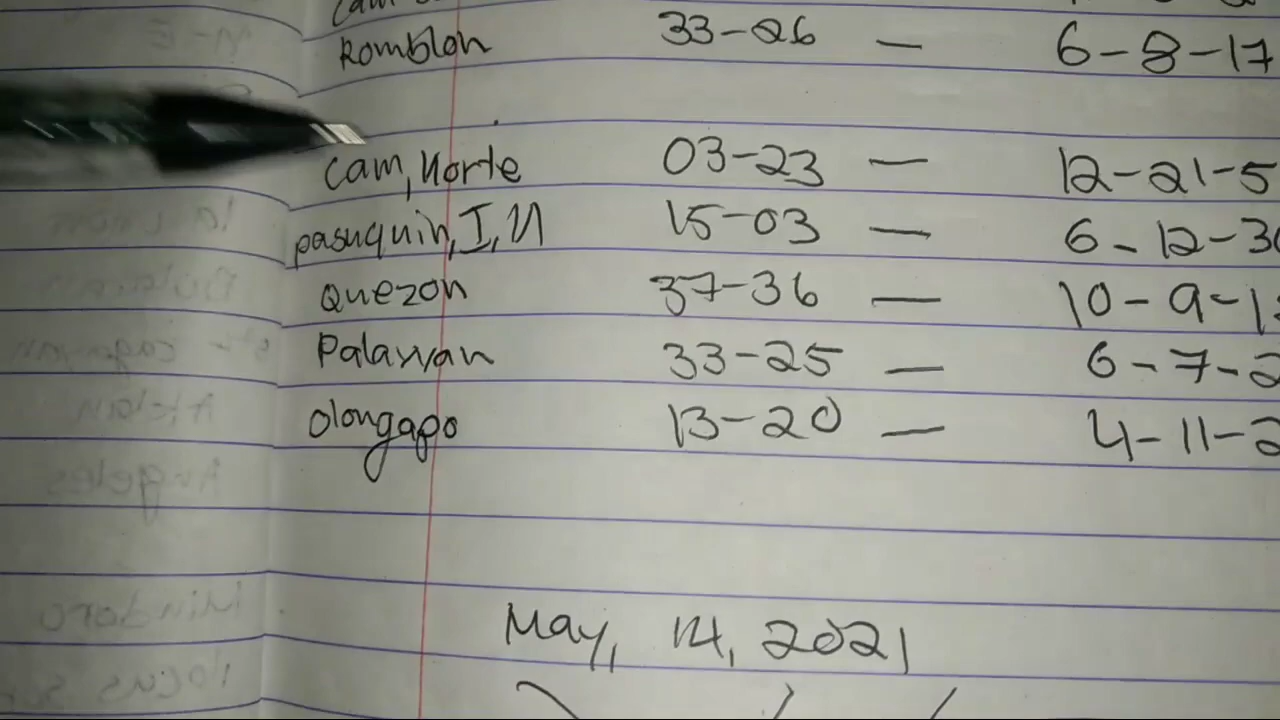 Romblon 33-26 — 6-8-17
Cam, Norte 03-23 — 12-21-5
pasuquin, I, N 15-03 — 6-12-30
Quezon 37-36 — 10-9-1
Palawan 33-25 — 6-7-2
Olongapo 13-20 — 4-11-2
May, 14, 2021